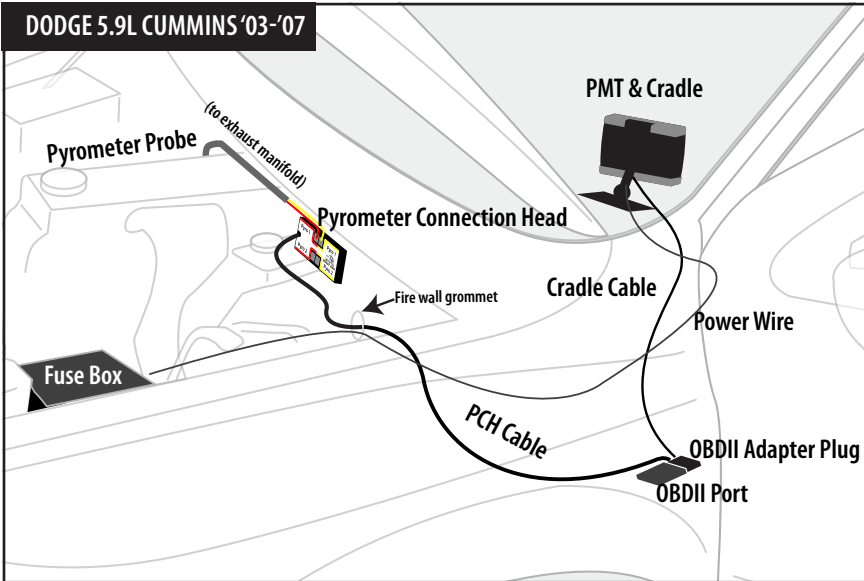 DODGE 5.9L CUMMINS '03-'07
PMT & Cradle
(to exhaust manifold)
Pyrometer Probe
Pyrometer Connection Head
Cradle Cable
Fire wall grommet
Power Wire
Fuse Box
PCH Cable
OBDII Adapter Plug
OBDII Port